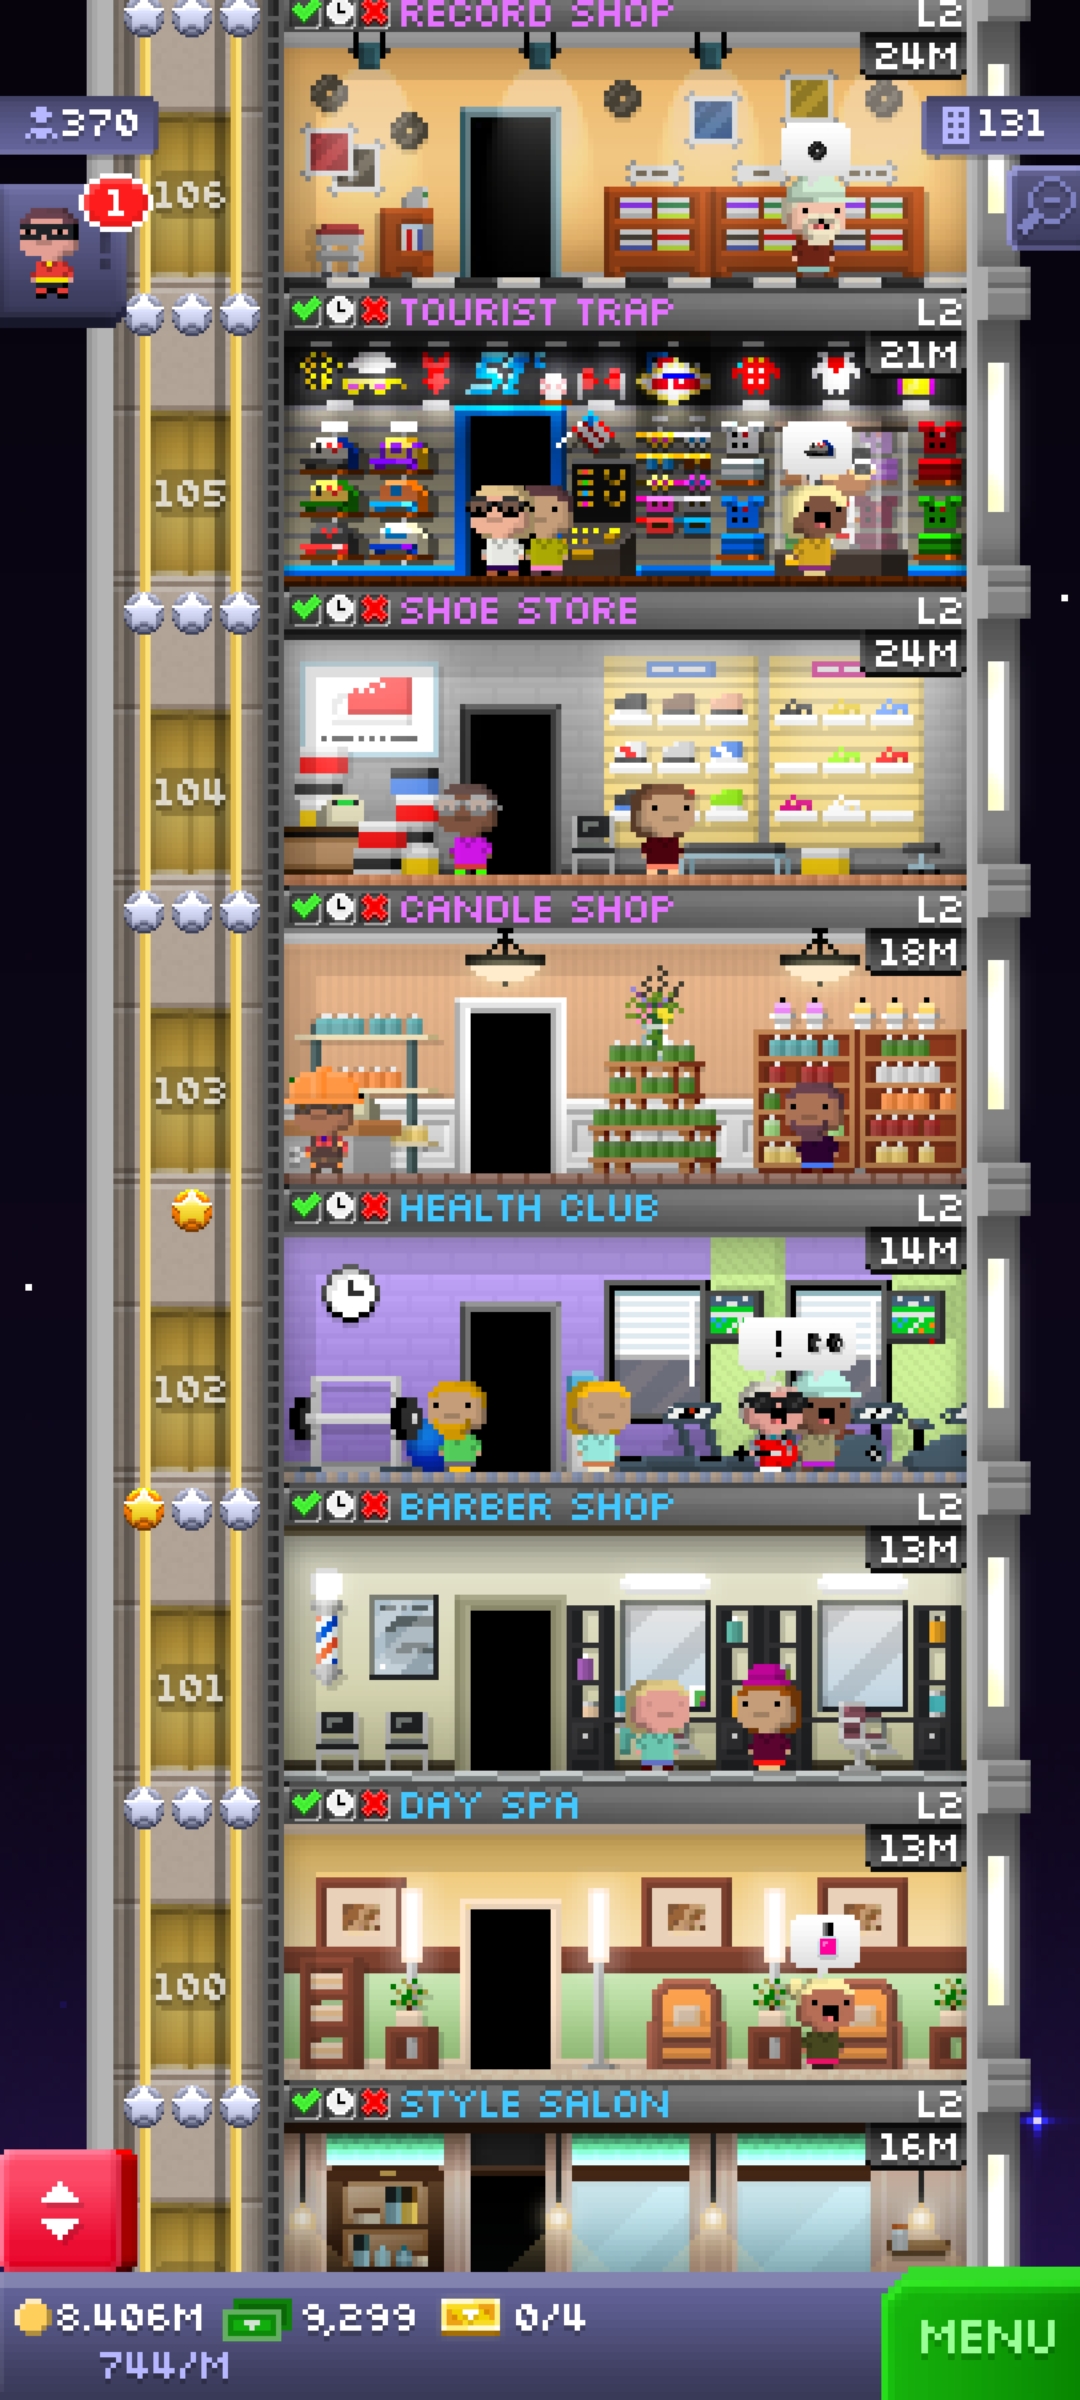 RECORD SHOP L2
24M
370
131
1
106
TOURIST TRAP L2
21M
105
SHOE STORE L2
24M
104
CANDLE SHOP L2
18M
103
HEALTH CLUB L2
14M
! 
102
BARBER SHOP L2
13M
101
DAY SPA L2
13M
100
STYLE SALON L2
16M
8.406M 9,299 0/4
744/M
MENU